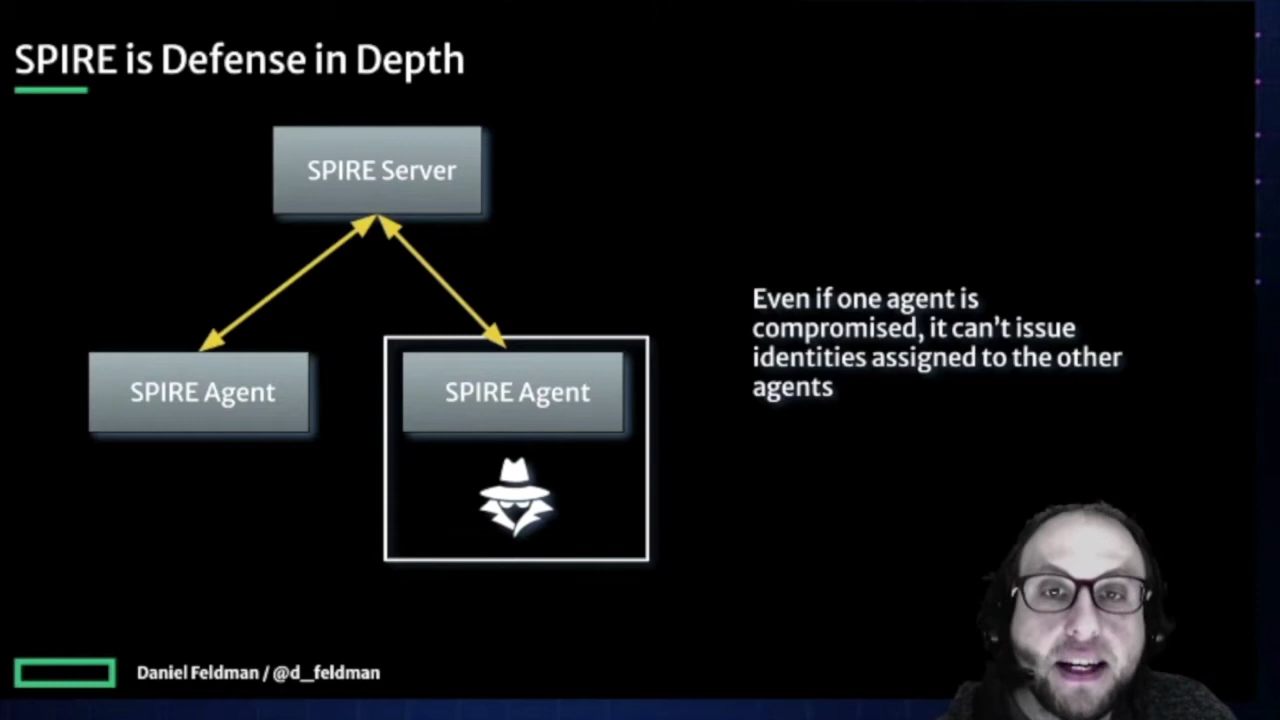 SPIRE is Defense in Depth
SPIRE Server
SPIRE Agent
SPIRE Agent
Even if one agent is
compromised, it can't issue
identities assigned to the other
agents
Daniel Feldman / @d_feldman